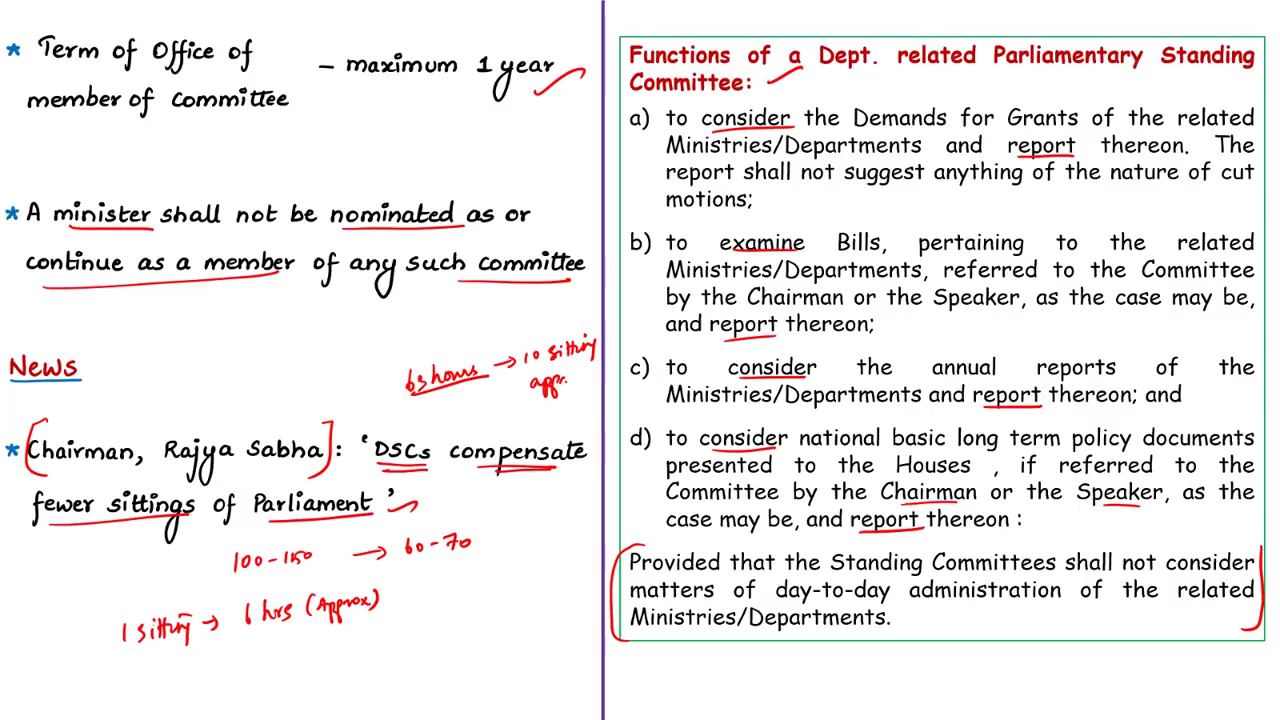 * Term of Office of
member of Committee
- maximum 1 year
* A minister shall not be nominated as or
continue as a member of any such committee
News
63 hours → 10 sitting
appr.
* [Chairman, Rajya Sabha]: 'DSCs compensate
fewer sittings of Parliament'
100-150 → 60-70
1 sitting → 6 hrs (Approx)
Functions of a Dept. related Parliamentary Standing
Committee:
a) to consider the Demands for Grants of the related
Ministries/Departments and report thereon. The
report shall not suggest anything of the nature of cut
motions;
b) to examine Bills, pertaining to the related
Ministries/Departments, referred to the Committee
by the Chairman or the Speaker, as the case may be,
and report thereon;
c) to consider the annual reports of the
Ministries/Departments and report thereon; and
d) to consider national basic long term policy documents
presented to the Houses , if referred to the
Committee by the Chairman or the Speaker, as the
case may be, and report thereon :
Provided that the Standing Committees shall not consider
matters of day-to-day administration of the related
Ministries/Departments.